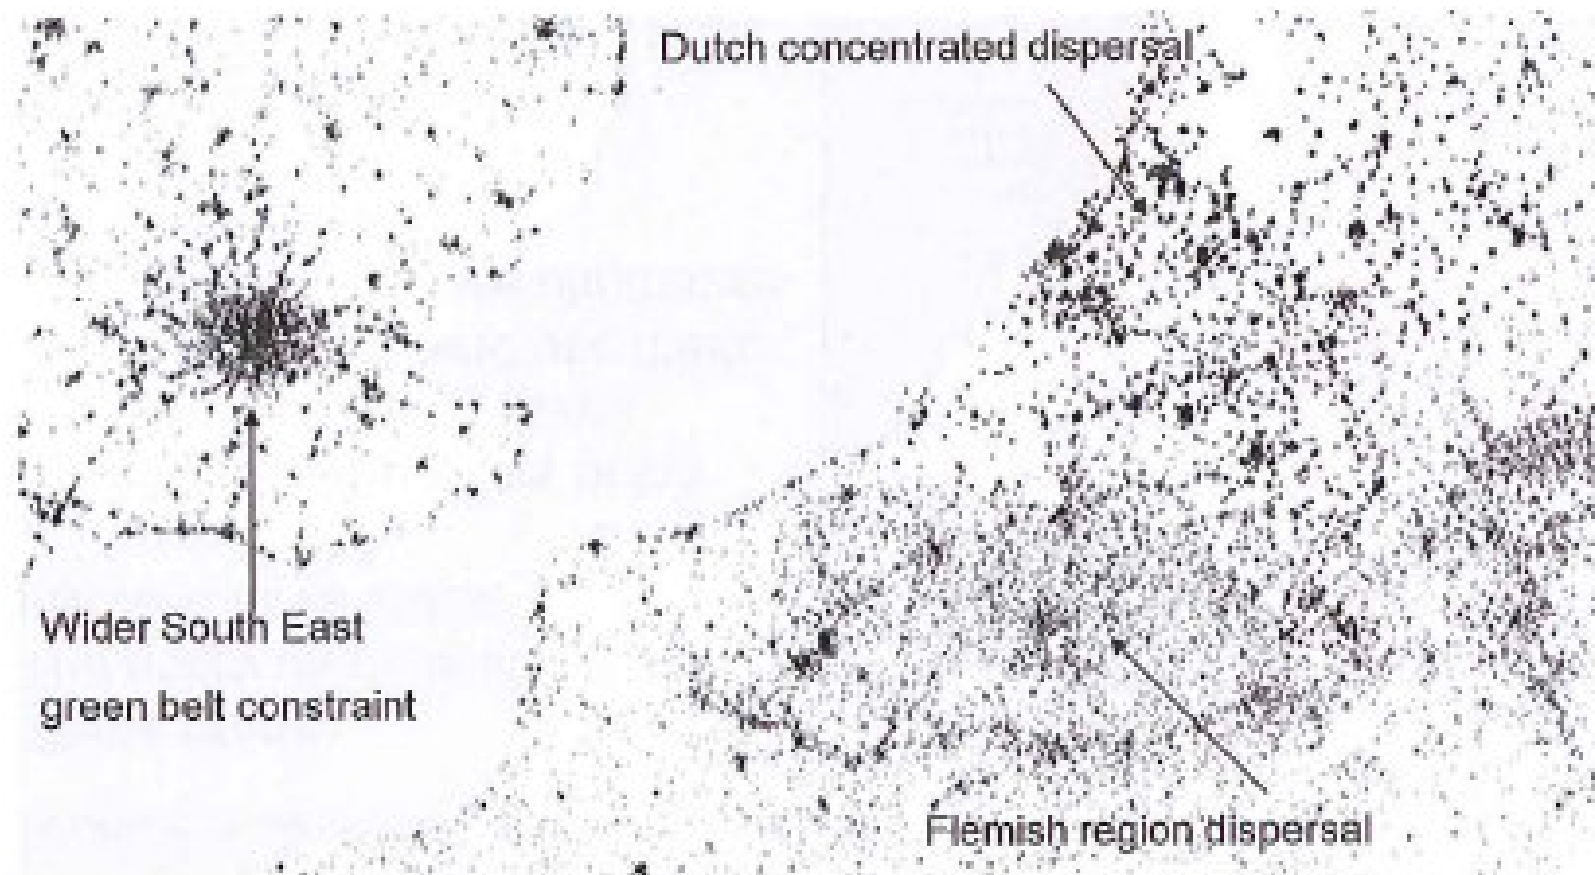 Dutch concentrated dispersal
Wider South East
green belt constraint
Flemish region dispersal